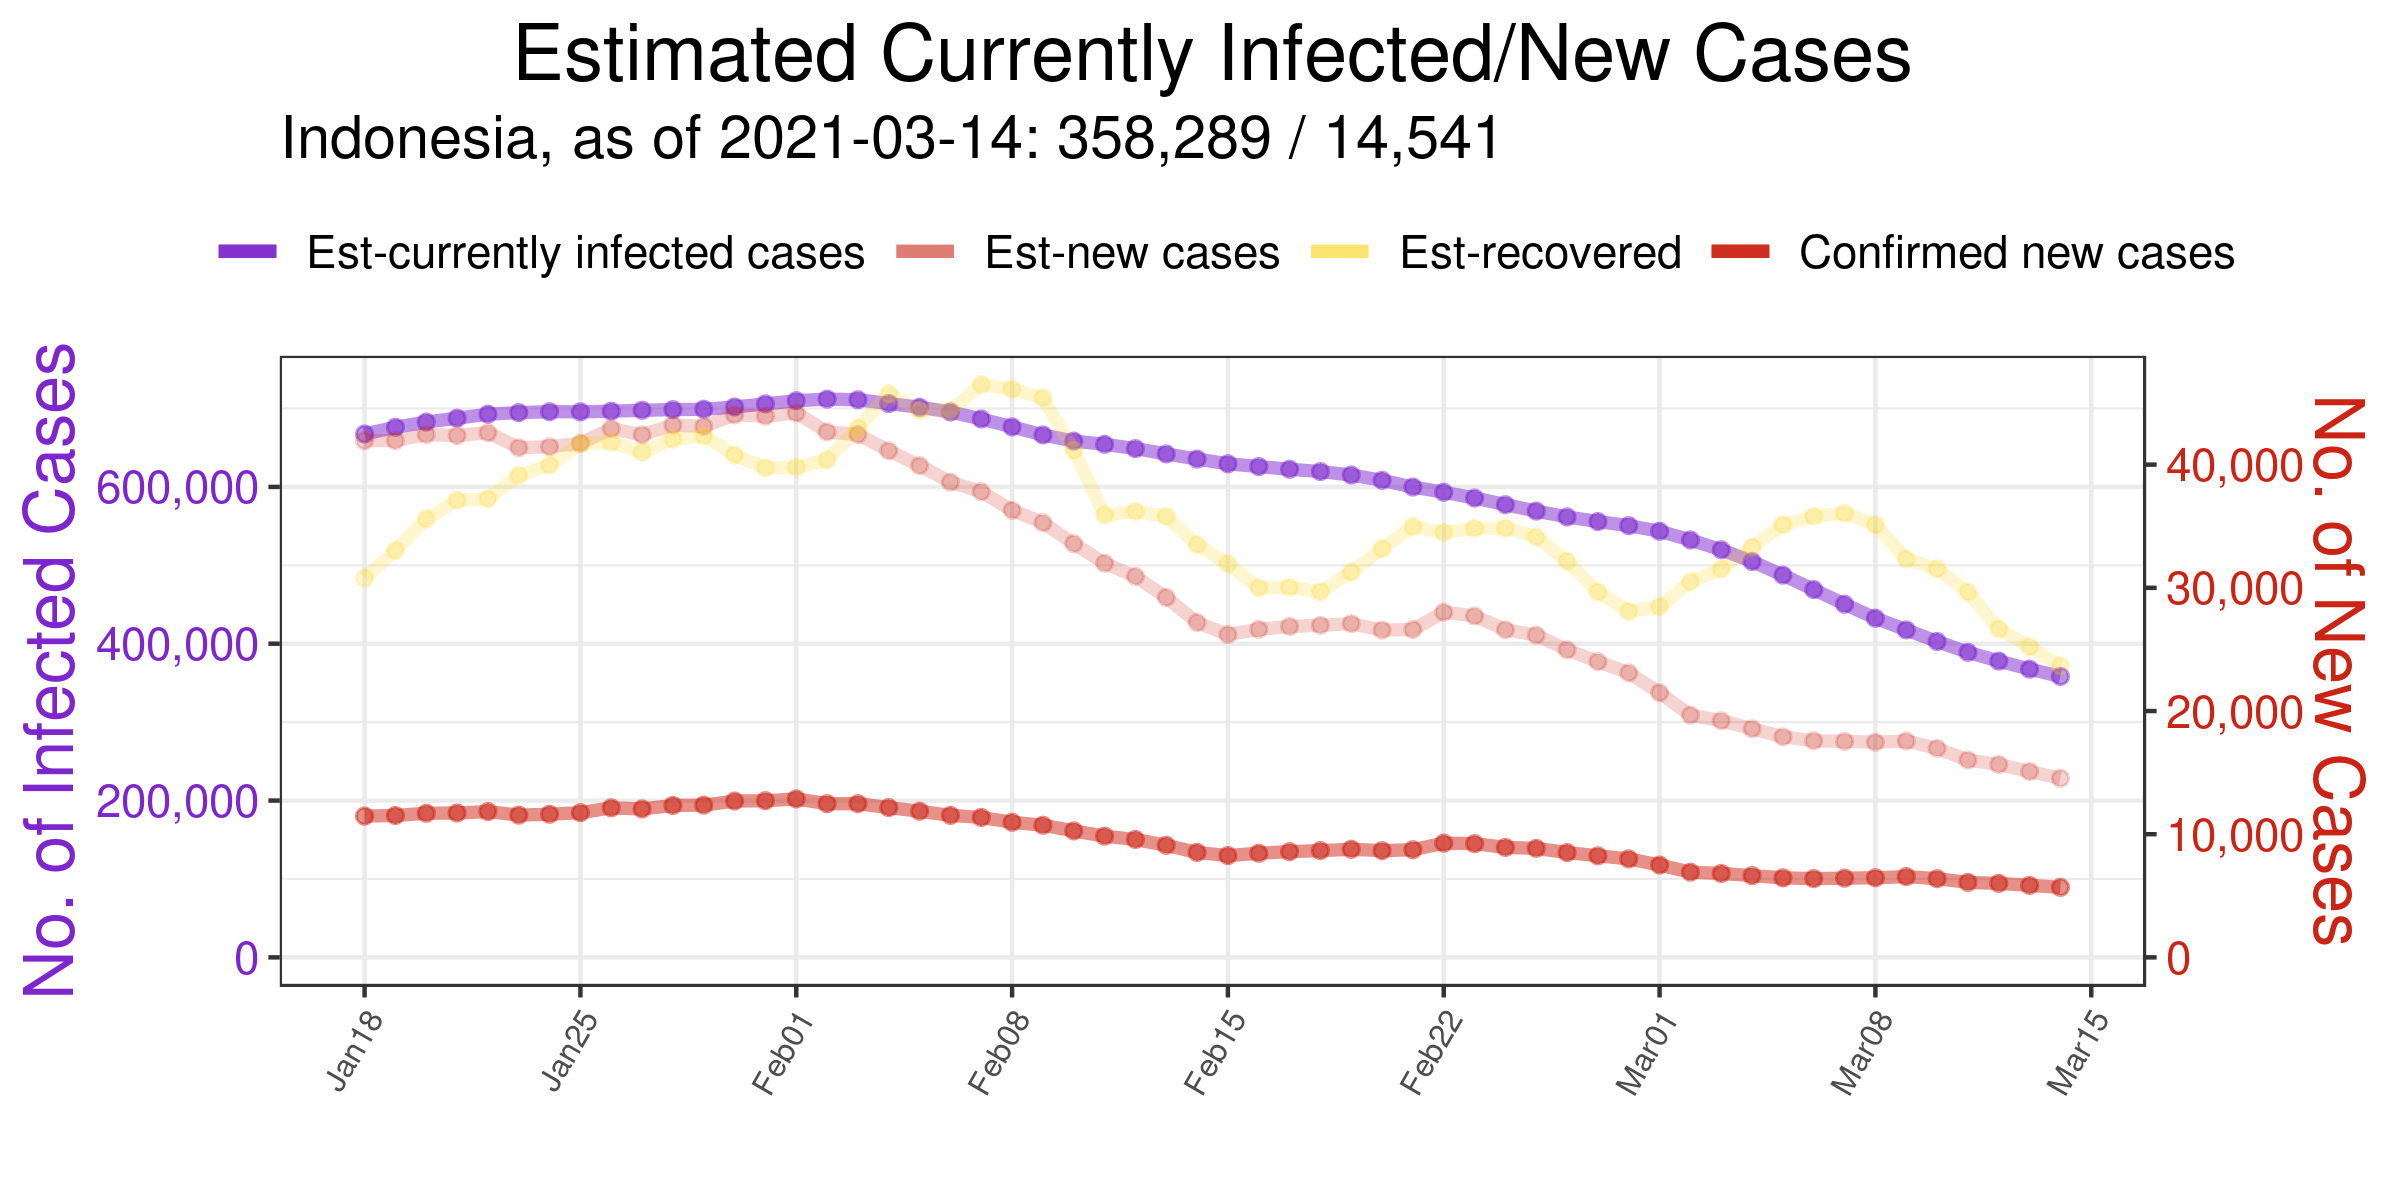 Estimated Currently Infected/New Cases
Indonesia, as of 2021-03-14: 358,289 / 14,541
Est-currently infected cases Est-new cases Est-recovered Confirmed new cases
No. of Infected Cases
600,000
400,000
200,000
0
No. of New Cases
40,000
30,000
20,000
10,000
0
Jan18 Jan25 Feb01 Feb08 Feb15 Feb22 Mar01 Mar08 Mar15